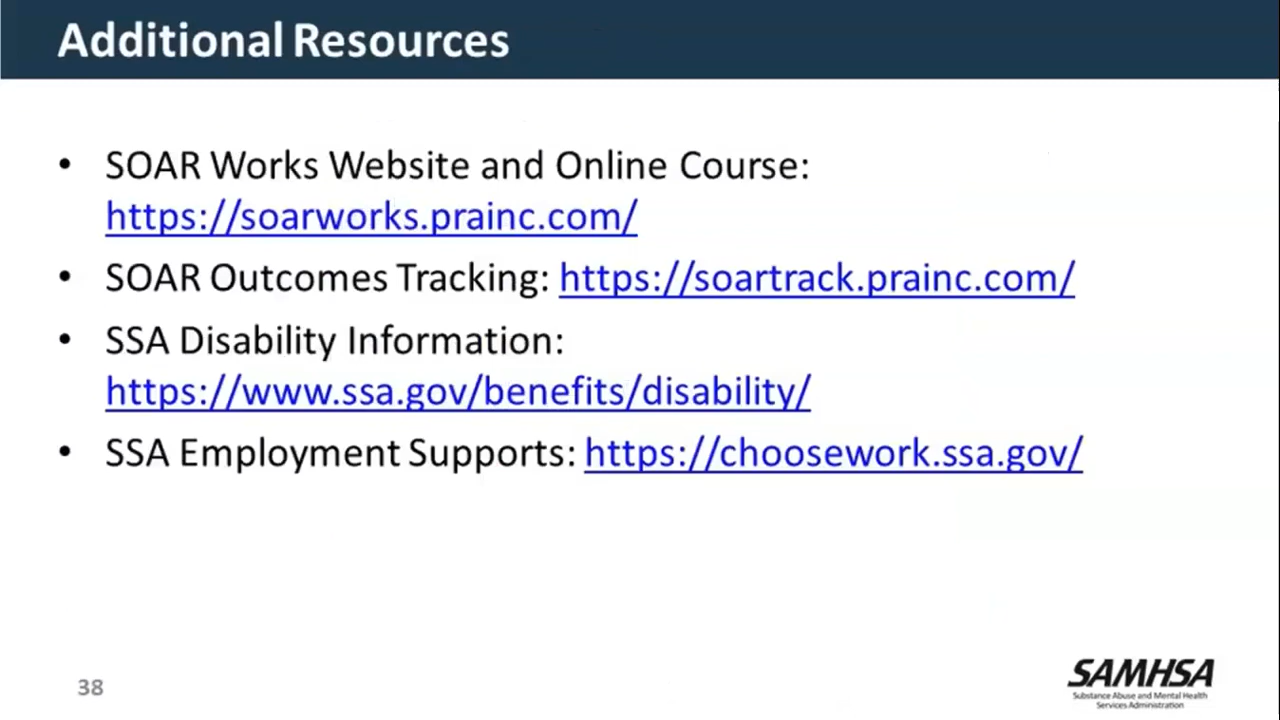 Additional Resources
• SOAR Works Website and Online Course:
https://soarworks.prainc.com/
• SOAR Outcomes Tracking: https://soartrack.prainc.com/
• SSA Disability Information:
https://www.ssa.gov/benefits/disability/
• SSA Employment Supports: https://choosework.ssa.gov/
38
SAMHSA
Substance Abuse and Mental Health
Services Administration